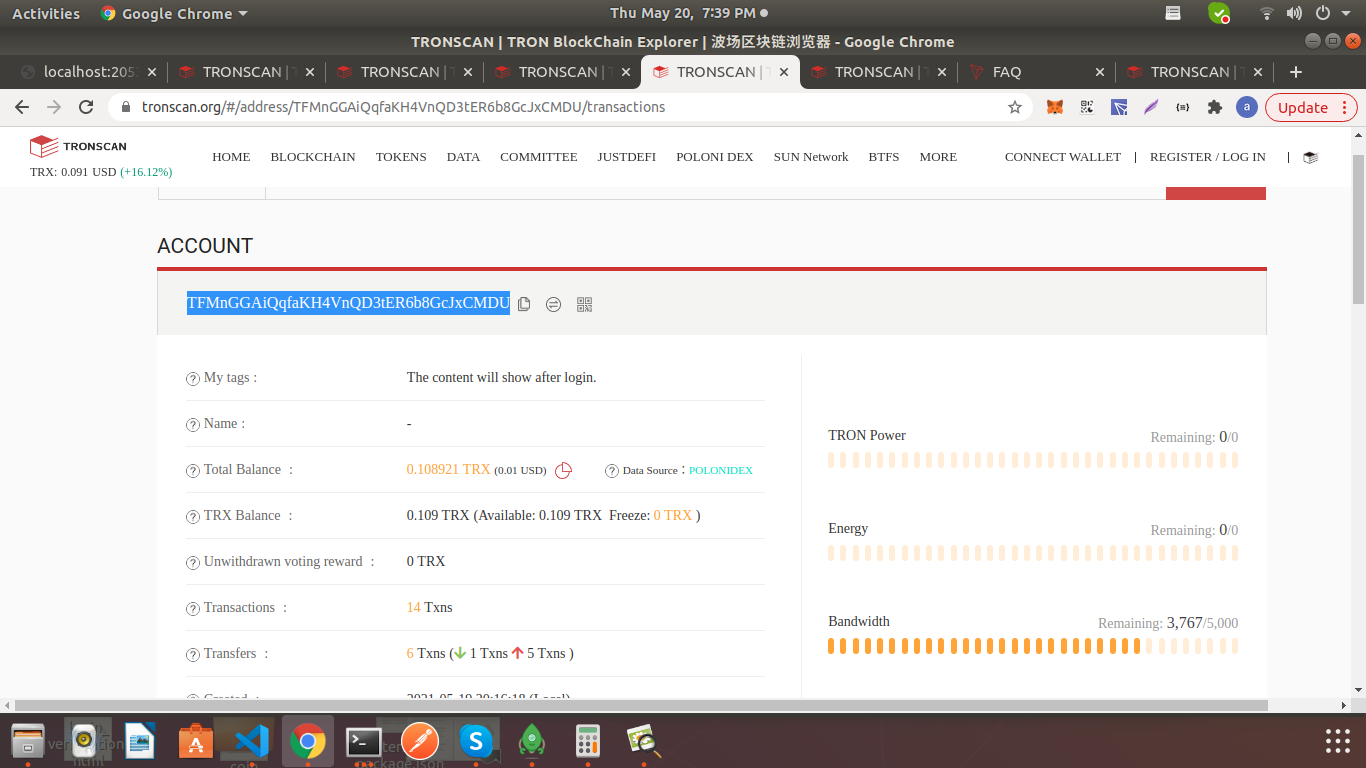 Activities Google Chrome Thu May 20, 7:39 PM
TRONSCAN | TRON BlockChain Explorer | 波场区块链浏览器 - Google Chrome
localhost:205 TRONSCAN | TRONSCAN | TRONSCAN | TRONSCAN | TRONSCAN | FAQ TRONSCAN |
tronscan.org/#/address/TFMnGGAiQqfaKH4VnQD3tER6b8GcJxCMDU/transactions a Update
TRONSCAN
TRX: 0.091 USD (+16.12%)
HOME BLOCKCHAIN TOKENS DATA COMMITTEE JUSTDEFI POLONI DEX SUN Network BTFS MORE CONNECT WALLET | REGISTER / LOG IN |
ACCOUNT
TFMnGGAiQqfaKH4VnQD3tER6b8GcJxCMDU
My tags : The content will show after login.
Name : -
Total Balance : 0.108921 TRX (0.01 USD) Data Source : POLONIDEX
TRX Balance : 0.109 TRX (Available: 0.109 TRX Freeze: 0 TRX )
Unwithdrawn voting reward : 0 TRX
Transactions : 14 Txns
Transfers : 6 Txns ( 1 Txns 5 Txns )
Created : 2021-05-19 20:16:18 (Local)
TRON Power Remaining: 0/0
Energy Remaining: 0/0
Bandwidth Remaining: 3,767/5,000
html
package.json